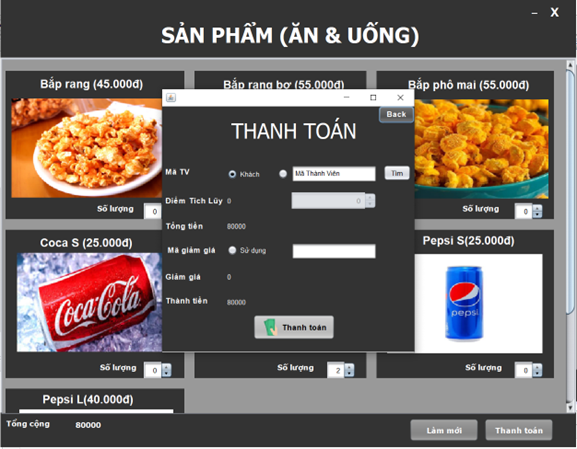 – X
SẢN PHẨM (ĂN & UỐNG)
Bắp rang (45.000đ)
Bắp rang bơ (55.000đ)
Bắp phô mai (55.000đ)
Back
THANH TOÁN
Mã TV Khách Mã Thành Viên Tìm
Điểm Tích Lũy 0 0
Tổng tiền 80000
Mã giảm giá Sử dụng
Giảm giá 0
Thành tiền 80000
Thanh toán
Số lượng 0
0
Coca S (25.000đ)
Pepsi S(25.000đ)
Coca-Cola
pepsi
Số lượng 0
Số lượng 2
Số lượng 0
Pepsi L(40.000đ)
Tổng cộng 80000
Làm mới
Thanh toán